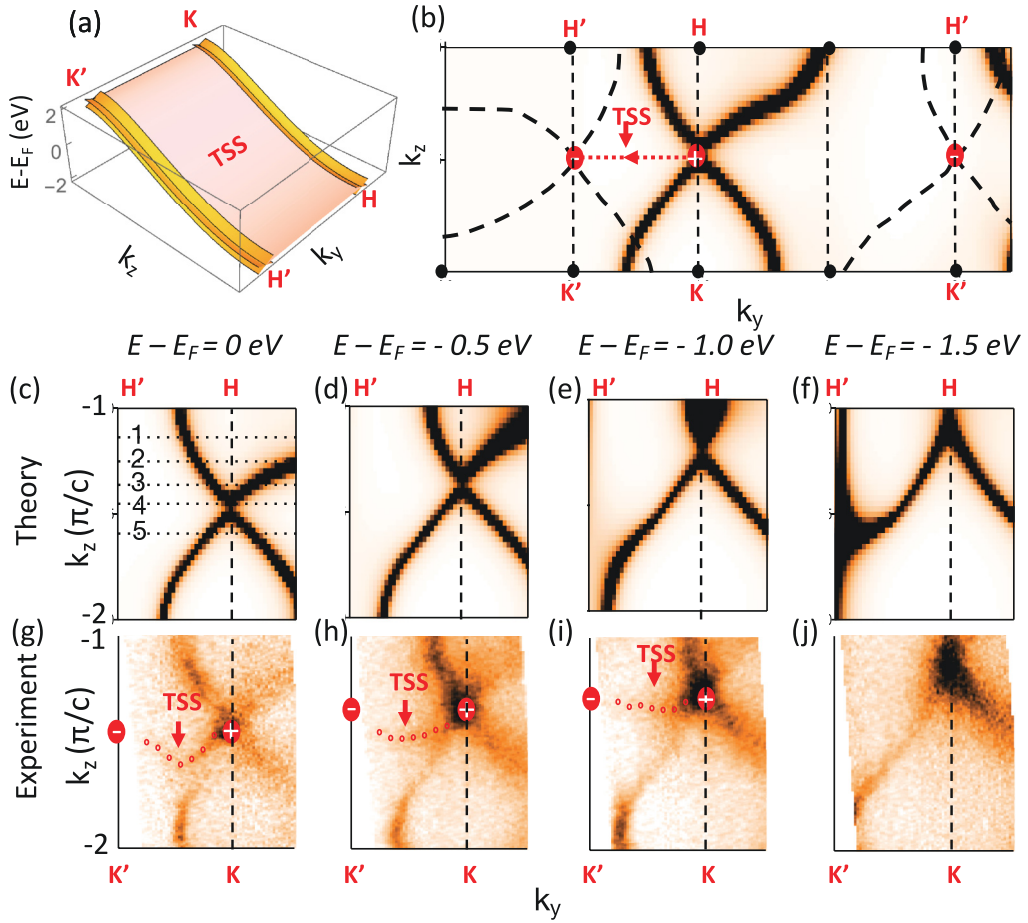 (a)
K
K'
TSS
E-E_F (eV)
2
0
−2
k_z
k_y
H
H'
(b)
H'
H
TSS
k_z
-
+
-
K'
K
K'
k_y
E − E_F = 0 eV
E − E_F = - 0.5 eV
E − E_F = - 1.0 eV
E − E_F = - 1.5 eV
(c)
H'
H
(d)
H'
H
(e)
H'
H
(f)
H'
H
Theory
k_z (π/c)
-1
-2
1
2
3
4
5
Experiment
k_z (π/c)
-1
-2
(g)
TSS
-
+
(h)
TSS
-
+
(i)
TSS
-
+
(j)
K'
K
K'
K
K'
K
K'
K
k_y